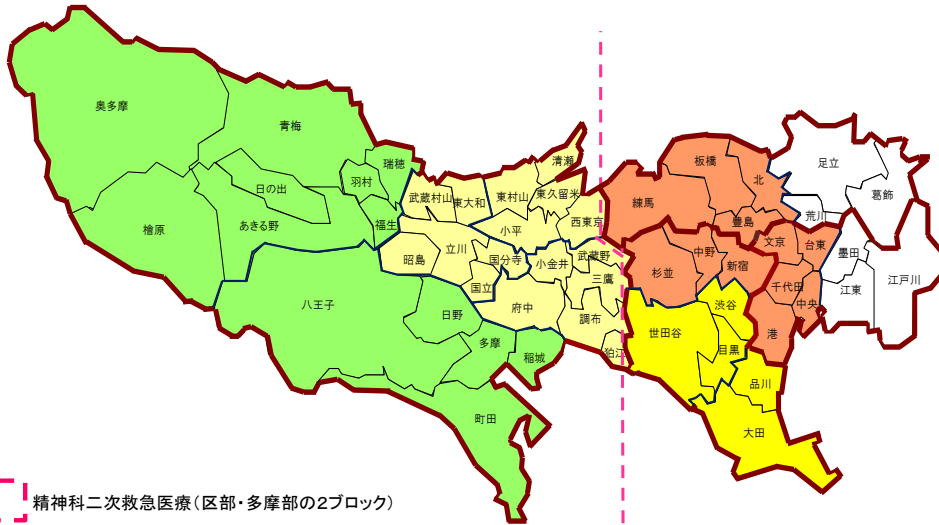 奥多摩
青梅
瑞穂
羽村
日の出
あきる野
福生
檜原
八王子
日野
多摩
稲城
町田
清瀬
武蔵村山
東大和
東村山
東久留米
西東京
小平
昭島
立川
国分寺
国立
小金井
武蔵野
三鷹
府中
調布
狛江
練馬
板橋
北
豊島
杉並
中野
新宿
文京
台東
千代田
中央
港
世田谷
渋谷
目黒
品川
大田
足立
葛飾
荒川
墨田
江東
江戸川
精神科二次救急医療(区部・多摩部の2ブロック)